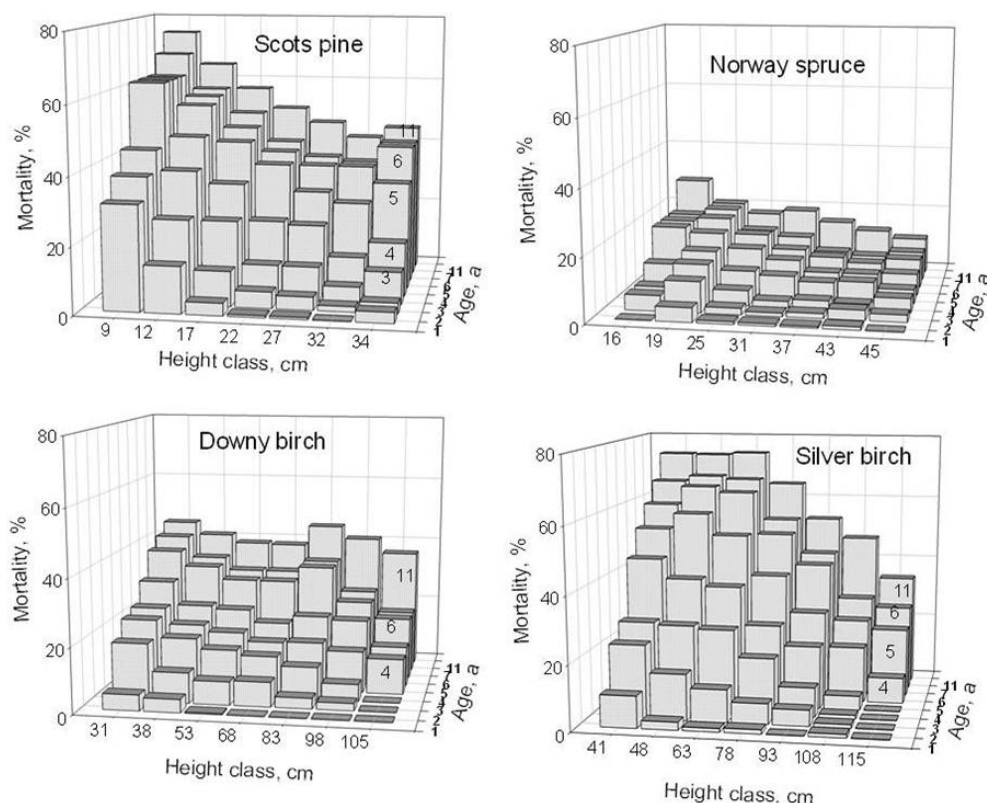 Scots pine
Mortality, %
80
60
40
20
0
9 12 17 22 27 32 34
Height class, cm
11
6
5
4
3
11
1
Age, a
Norway spruce
Mortality, %
80
60
40
20
0
16 19 25 31 37 43 45
Height class, cm
11
1
Age, a
Downy birch
Mortality, %
80
60
40
20
0
31 38 53 68 83 98 105
Height class, cm
11
6
4
11
1
Age, a
Silver birch
Mortality, %
80
60
40
20
0
41 48 63 78 93 108 115
Height class, cm
11
6
5
4
11
1
Age, a